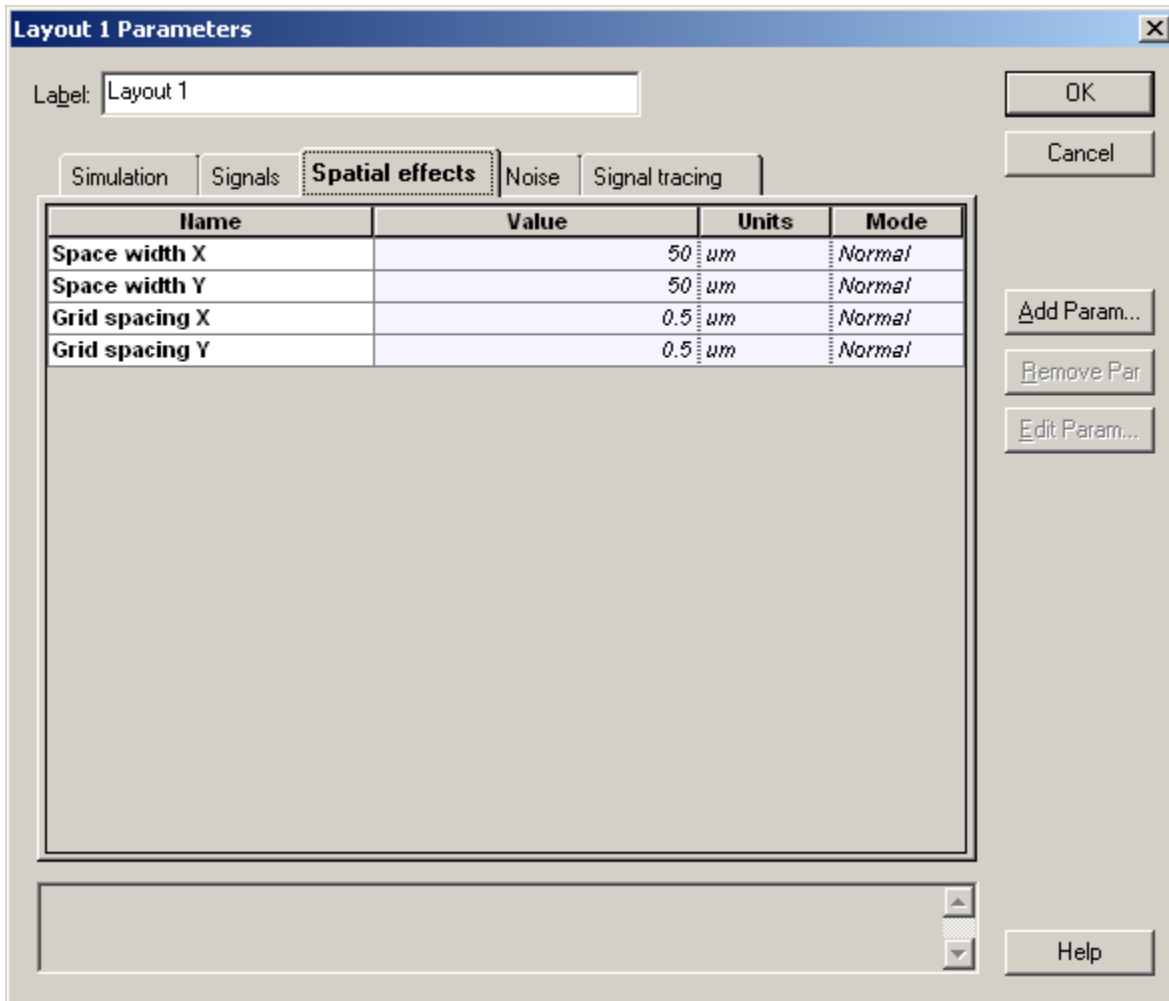 Layout 1 Parameters
Label: Layout 1
OK
Cancel
Simulation Signals Spatial effects Noise Signal tracing
Name Value Units Mode
Space width X 50 um Normal
Space width Y 50 um Normal
Grid spacing X 0.5 um Normal
Grid spacing Y 0.5 um Normal
Add Param...
Remove Par
Edit Param...
Help